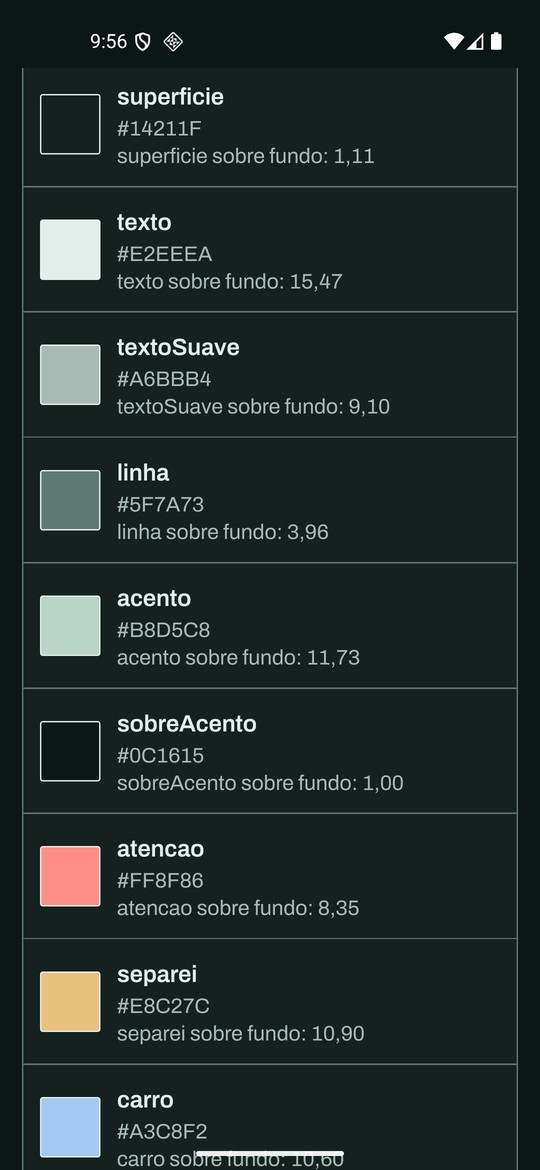 9:56
superficie
#14211F
superficie sobre fundo: 1,11
texto
#E2EEEA
texto sobre fundo: 15,47
textoSuave
#A6BBB4
textoSuave sobre fundo: 9,10
linha
#5F7A73
linha sobre fundo: 3,96
acento
#B8D5C8
acento sobre fundo: 11,73
sobreAcento
#0C1615
sobreAcento sobre fundo: 1,00
atencao
#FF8F86
atencao sobre fundo: 8,35
separei
#E8C27C
separei sobre fundo: 10,90
carro
#A3C8F2
carro sobre fundo: 10,60